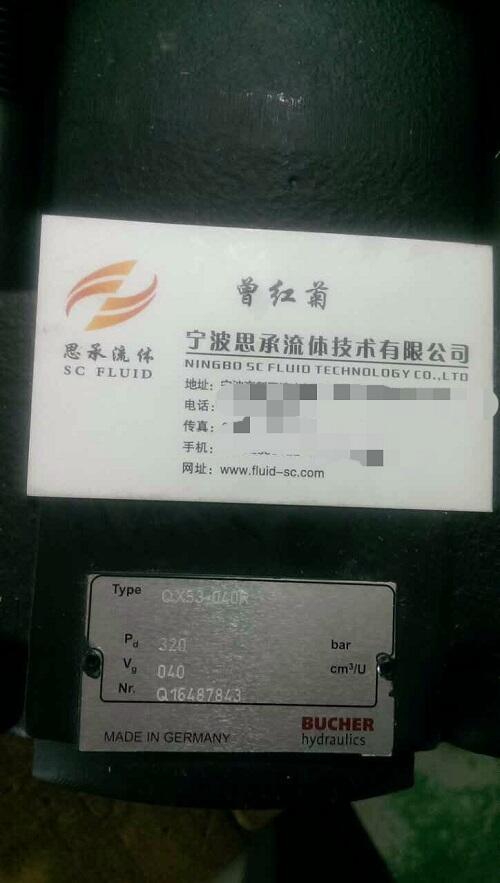 曾红菊
思承流体
SC FLUID
宁波思承流体技术有限公司
NINGBO SC FLUID TECHNOLOGY CO.,LTD
地址:
电话:
传真:
手机:
网址: www.fluid-sc.com
Type QX53-040R
Pd 320 bar
Vg 040 cm³/U
Nr. Q16487843
BUCHER
hydraulics
MADE IN GERMANY